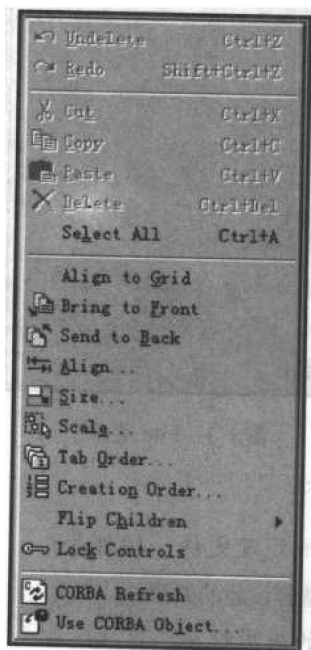 Undelete Ctrl+Z
Redo Shift+Ctrl+Z
Cut Ctrl+X
Copy Ctrl+C
Paste Ctrl+V
Delete Ctrl+Del
Select All Ctrl+A
Align to Grid
Bring to Front
Send to Back
Align...
Size...
Scale...
Tab Order...
Creation Order...
Flip Children
Lock Controls
CORBA Refresh
Use CORBA Object...